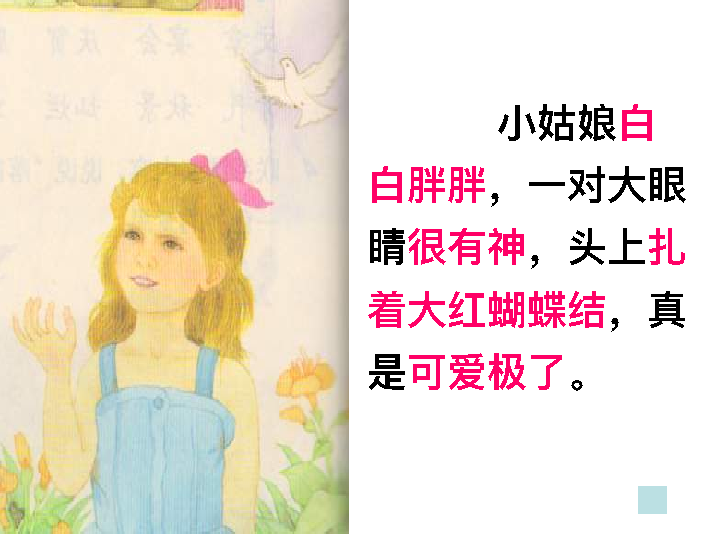 小姑娘白
白胖胖，一对大眼
睛很有神，头上扎
着大红蝴蝶结，真
是可爱极了。